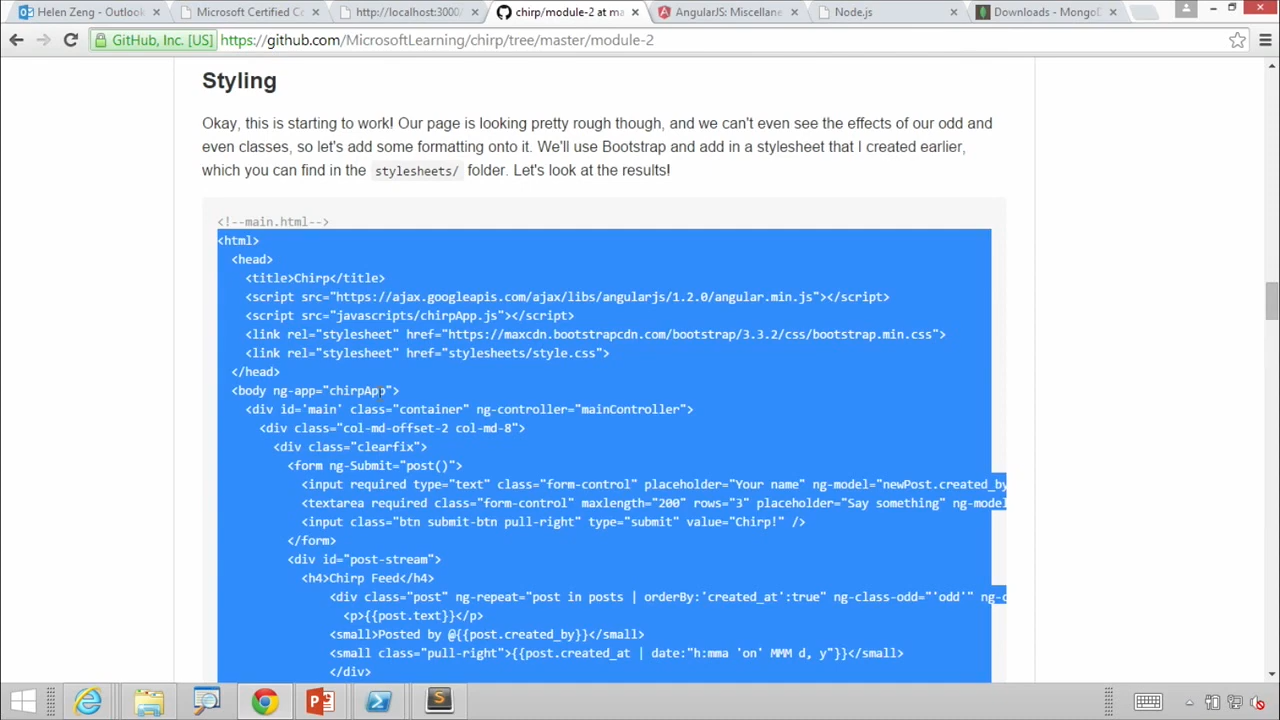 Helen Zeng - Outlook
Microsoft Certified C
http://localhost:3000/
chirp/module-2 at ma
AngularJS: Miscellane
Node.js
Downloads - MongoD
GitHub, Inc. [US]
https://github.com/MicrosoftLearning/chirp/tree/master/module-2
Styling
Okay, this is starting to work! Our page is looking pretty rough though, and we can't even see the effects of our odd and
even classes, so let's add some formatting onto it. We'll use Bootstrap and add in a stylesheet that I created earlier,
which you can find in the stylesheets/ folder. Let's look at the results!
<!--main.html-->
<html>
<head>
<title>Chirp</title>
<script src="https://ajax.googleapis.com/ajax/libs/angularjs/1.2.0/angular.min.js"></script>
<script src="javascripts/chirpApp.js"></script>
<link rel="stylesheet" href="https://maxcdn.bootstrapcdn.com/bootstrap/3.3.2/css/bootstrap.min.css">
<link rel="stylesheet" href="stylesheets/style.css">
</head>
<body ng-app="chirpApp">
<div id='main' class="container" ng-controller="mainController">
<div class="col-md-offset-2 col-md-8">
<div class="clearfix">
<form ng-Submit="post()">
<input required type="text" class="form-control" placeholder="Your name" ng-model="newPost.created_by
<textarea required class="form-control" maxlength="200" rows="3" placeholder="Say something" ng-model
<input class="btn submit-btn pull-right" type="submit" value="Chirp!" />
</form>
<div id="post-stream">
<h4>Chirp Feed</h4>
<div class="post" ng-repeat="post in posts | orderBy:'created_at':true" ng-class-odd="'odd'" ng-c
<p>{{post.text}}</p>
<small>Posted by @{{post.created_by}}</small>
<small class="pull-right">{{post.created_at | date:"h:mma 'on' MMM d, y"}}</small>
</div>